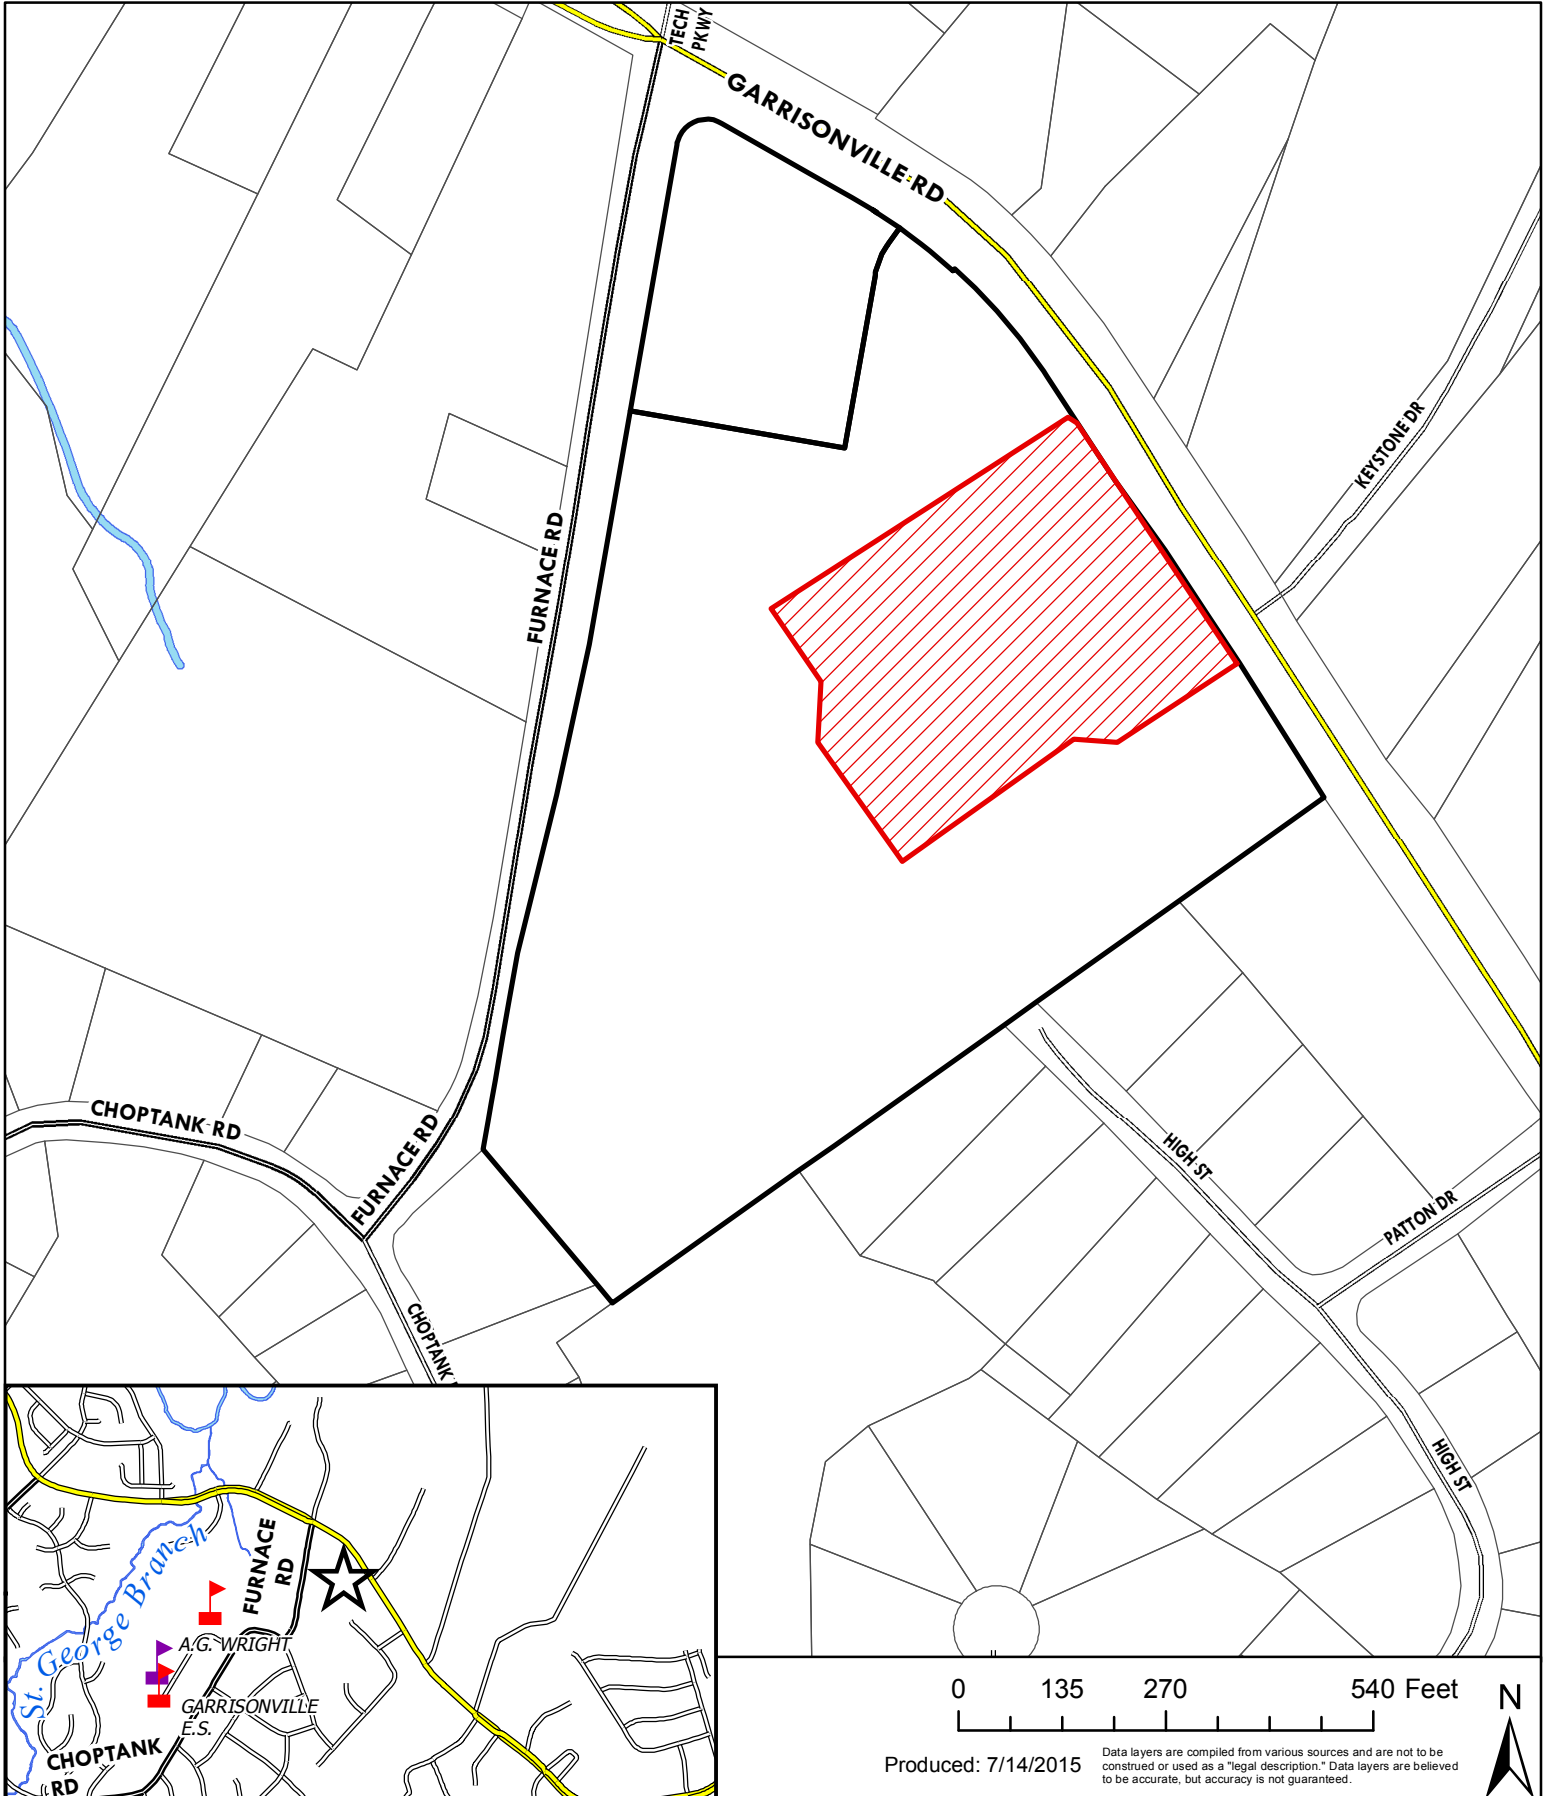 TECH
PKWY
GARRISONVILLE RD
KEYSTONE DR
FURNACE RD
CHOPTANK RD
FURNACE RD
HIGH ST
PATTON DR
CHOPTANK
HIGH ST
FURNACE
RD
St. George Branch
A.G. WRIGHT
GARRISONVILLE
E.S.
CHOPTANK
RD
0 135 270 540 Feet
N
Produced: 7/14/2015
Data layers are compiled from various sources and are not to be
construed or used as a "legal description." Data layers are believed
to be accurate, but accuracy is not guaranteed.